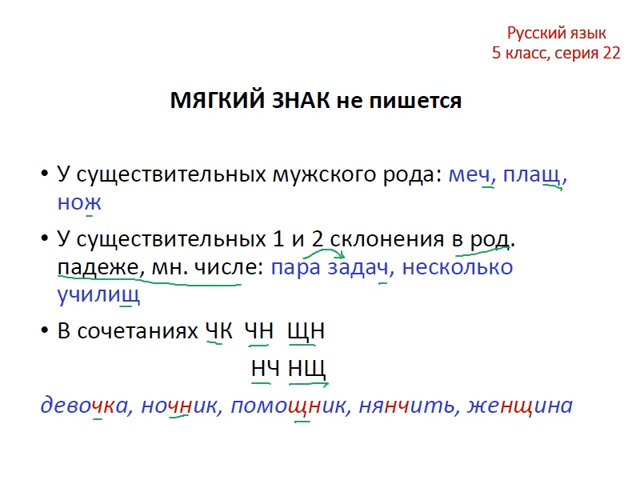 Русский язык
5 класс, серия 22
МЯГКИЙ ЗНАК не пишется
• У существительных мужского рода: меч, плащ,
нож
• У существительных 1 и 2 склонения в род.
падеже, мн. числе: пара задач, несколько
училищ
• В сочетаниях ЧК ЧН ЩН
НЧ НЩ
девочка, ночник, помощник, нянчить, женщина